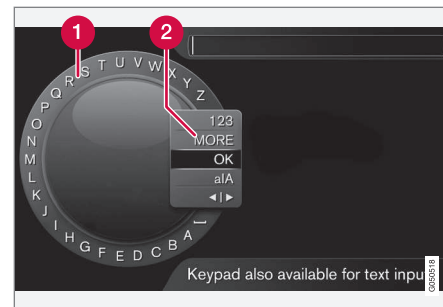 1
2
A B C D E F G H I J K L M N O P Q R S T U V W X Y Z
123
MORE
OK
a|A
◄|►
Keypad also available for text inpu
G050518